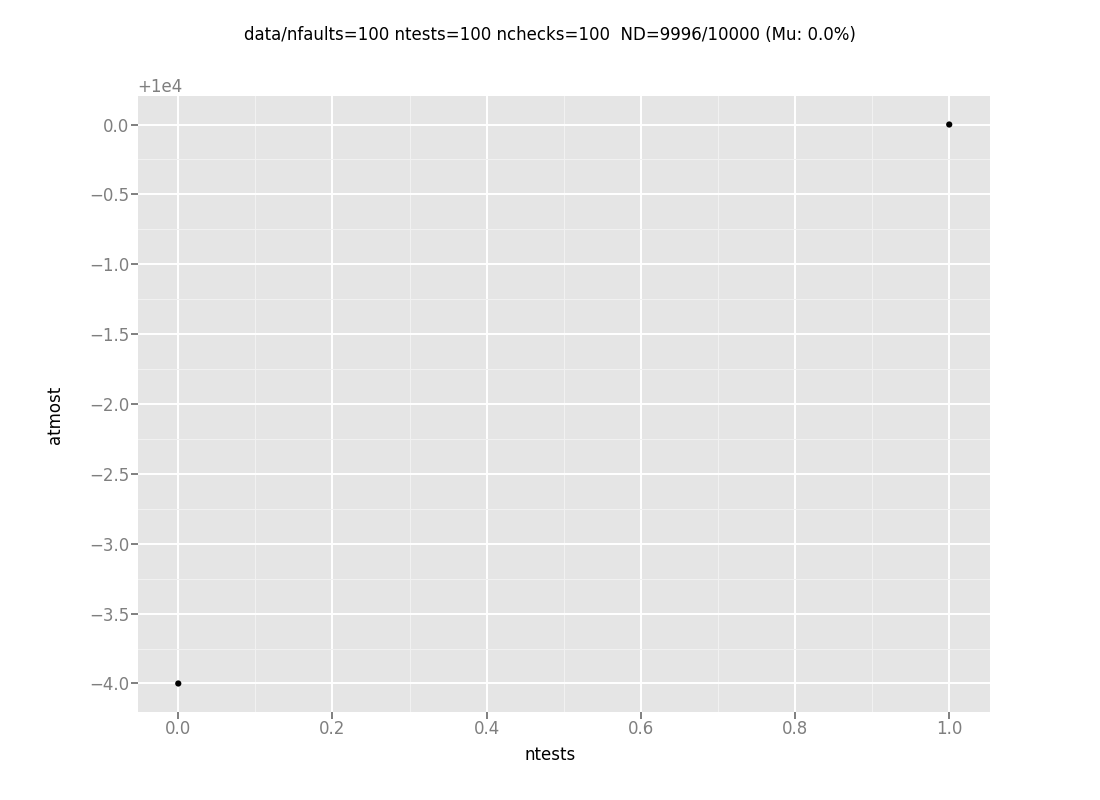 data/nfaults=100 ntests=100 nchecks=100  ND=9996/10000 (Mu: 0.0%)
+1e4
0.0
−0.5
−1.0
−1.5
−2.0
−2.5
−3.0
−3.5
−4.0
atmost
0.0 0.2 0.4 0.6 0.8 1.0
ntests